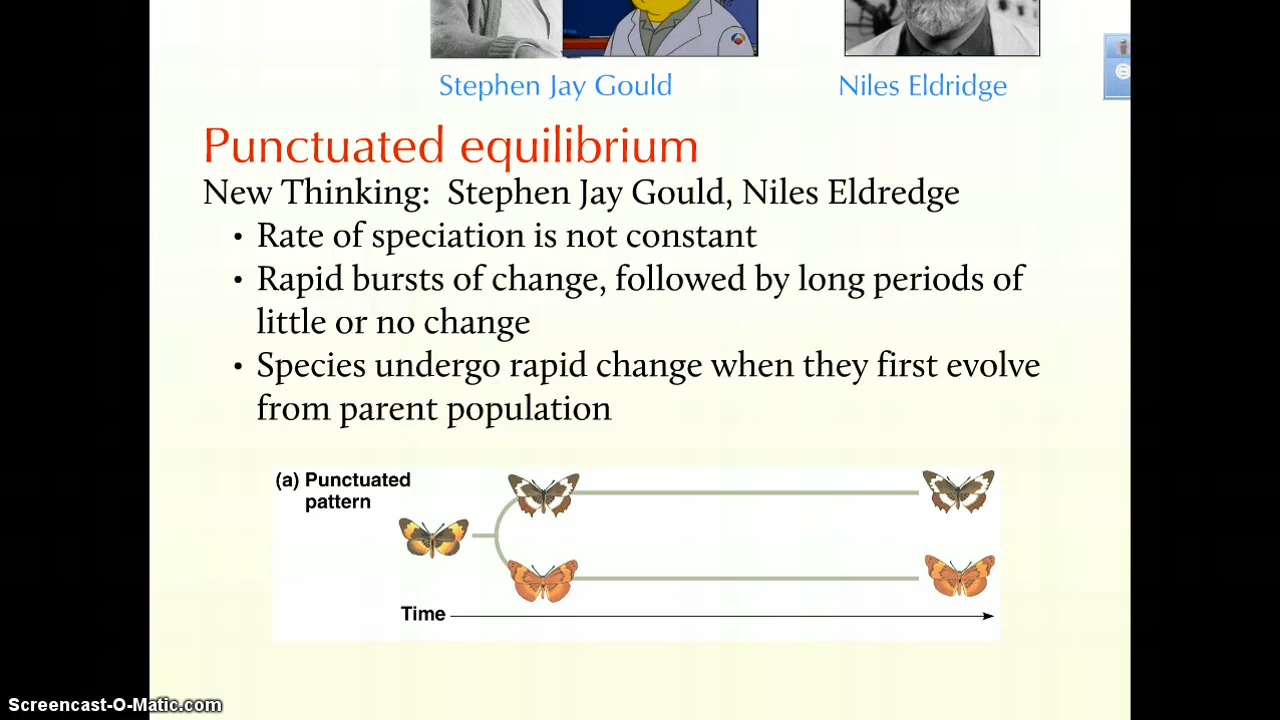 Stephen Jay Gould
Niles Eldridge
Punctuated equilibrium
New Thinking: Stephen Jay Gould, Niles Eldredge
• Rate of speciation is not constant
• Rapid bursts of change, followed by long periods of
little or no change
• Species undergo rapid change when they first evolve
from parent population
(a) Punctuated
pattern
Time
Screencast-O-Matic.com